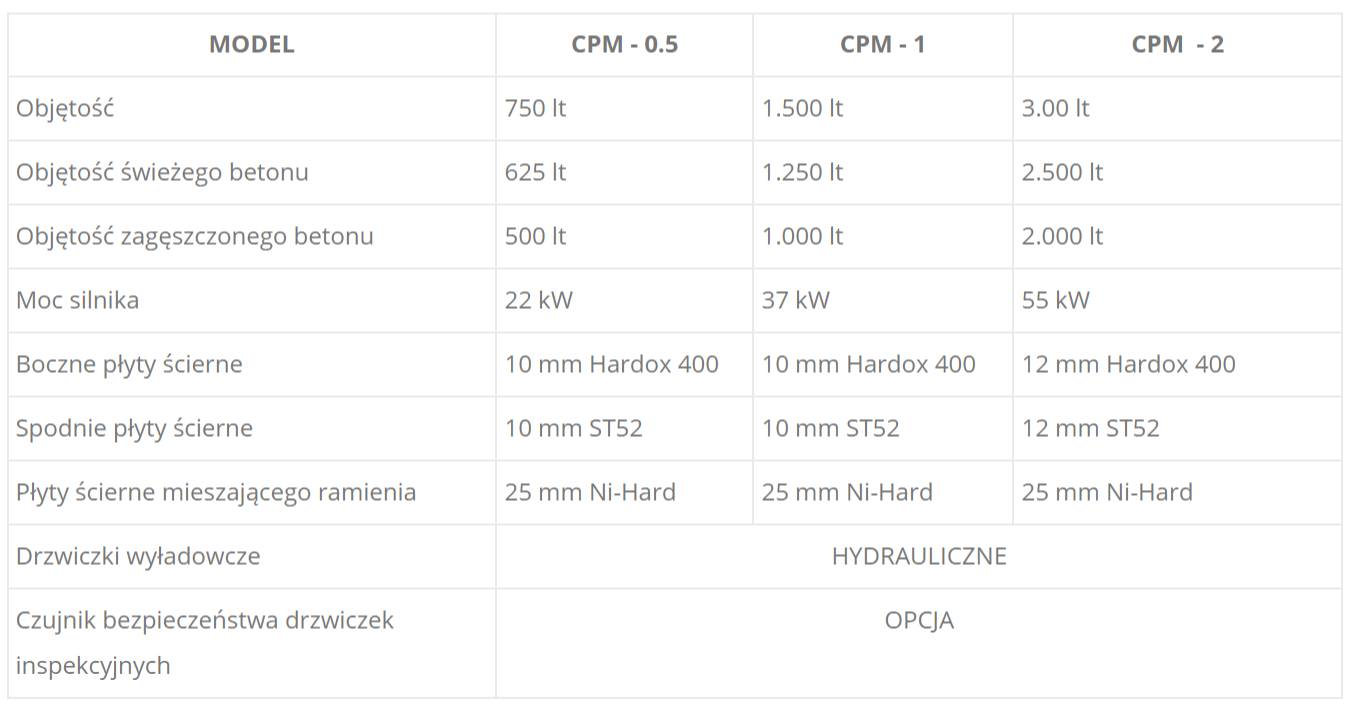 MODEL CPM - 0.5 CPM - 1 CPM - 2
Objętość 750 lt 1.500 lt 3.00 lt
Objętość świeżego betonu 625 lt 1.250 lt 2.500 lt
Objętość zagęszczonego betonu 500 lt 1.000 lt 2.000 lt
Moc silnika 22 kW 37 kW 55 kW
Boczne płyty ścierne 10 mm Hardox 400 10 mm Hardox 400 12 mm Hardox 400
Spodnie płyty ścierne 10 mm ST52 10 mm ST52 12 mm ST52
Płyty ścierne mieszającego ramienia 25 mm Ni-Hard 25 mm Ni-Hard 25 mm Ni-Hard
Drzwiczki wyładowcze HYDRAULICZNE
Czujnik bezpieczeństwa drzwiczek OPCJA
inspekcyjnych